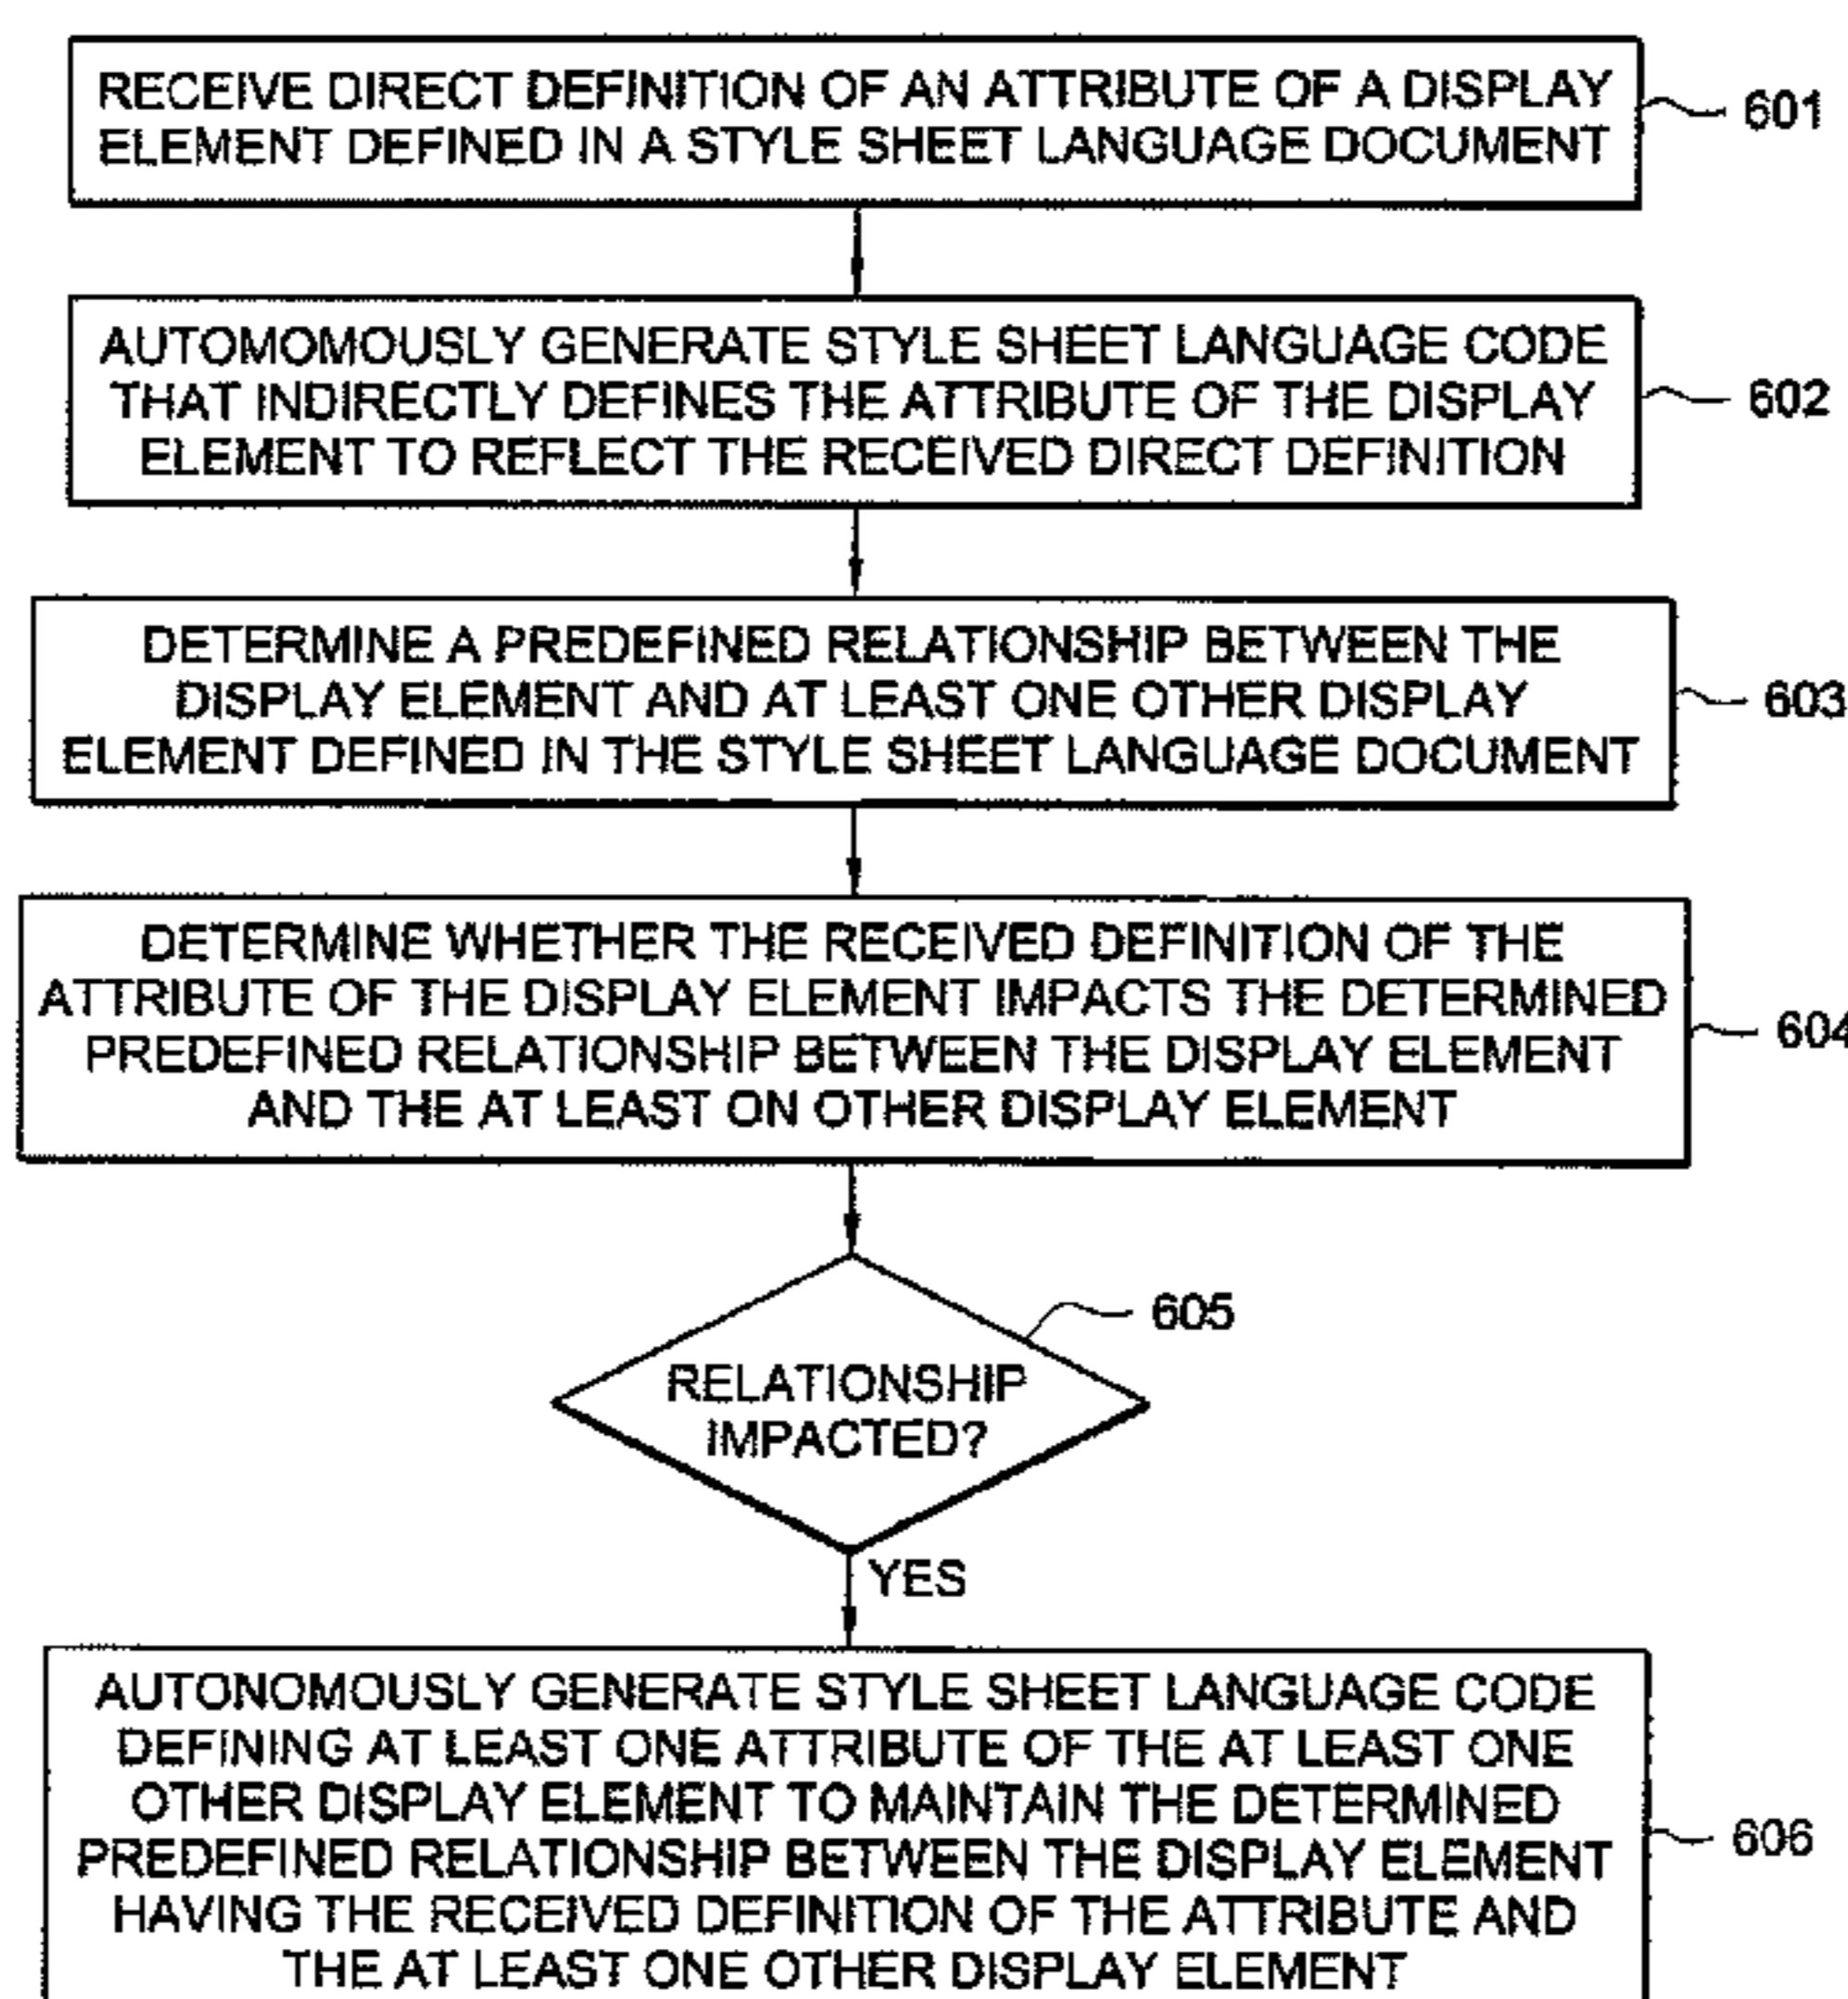 RECEIVE DIRECT DEFINITION OF AN ATTRIBUTE OF A DISPLAY
ELEMENT DEFINED IN A STYLE SHEET LANGUAGE DOCUMENT
601
AUTOMOMOUSLY GENERATE STYLE SHEET LANGUAGE CODE
THAT INDIRECTLY DEFINES THE ATTRIBUTE OF THE DISPLAY
ELEMENT TO REFLECT THE RECEIVED DIRECT DEFINITION
602
DETERMINE A PREDEFINED RELATIONSHIP BETWEEN THE
DISPLAY ELEMENT AND AT LEAST ONE OTHER DISPLAY
ELEMENT DEFINED IN THE STYLE SHEET LANGUAGE DOCUMENT
603
DETERMINE WHETHER THE RECEIVED DEFINITION OF THE
ATTRIBUTE OF THE DISPLAY ELEMENT IMPACTS THE DETERMINED
PREDEFINED RELATIONSHIP BETWEEN THE DISPLAY ELEMENT
AND THE AT LEAST ON OTHER DISPLAY ELEMENT
604
605
RELATIONSHIP
IMPACTED?
YES
AUTONOMOUSLY GENERATE STYLE SHEET LANGUAGE CODE
DEFINING AT LEAST ONE ATTRIBUTE OF THE AT LEAST ONE
OTHER DISPLAY ELEMENT TO MAINTAIN THE DETERMINED
PREDEFINED RELATIONSHIP BETWEEN THE DISPLAY ELEMENT
HAVING THE RECEIVED DEFINITION OF THE ATTRIBUTE AND
THE AT LEAST ONE OTHER DISPLAY ELEMENT
606